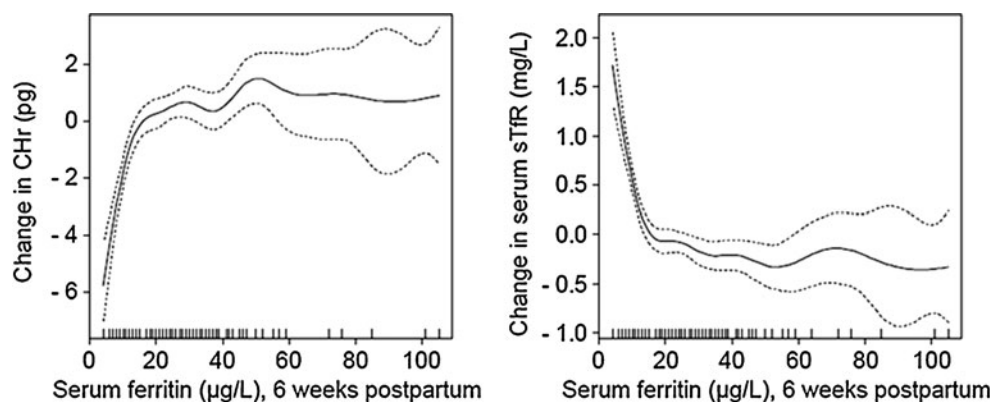 Change in CHr (pg)
2
0
- 2
- 4
- 6
0 20 40 60 80 100
Serum ferritin (µg/L), 6 weeks postpartum
Change in serum sTfR (mg/L)
2.0
1.5
1.0
0.5
0.0
- 0.5
- 1.0
0 20 40 60 80 100
Serum ferritin (µg/L), 6 weeks postpartum